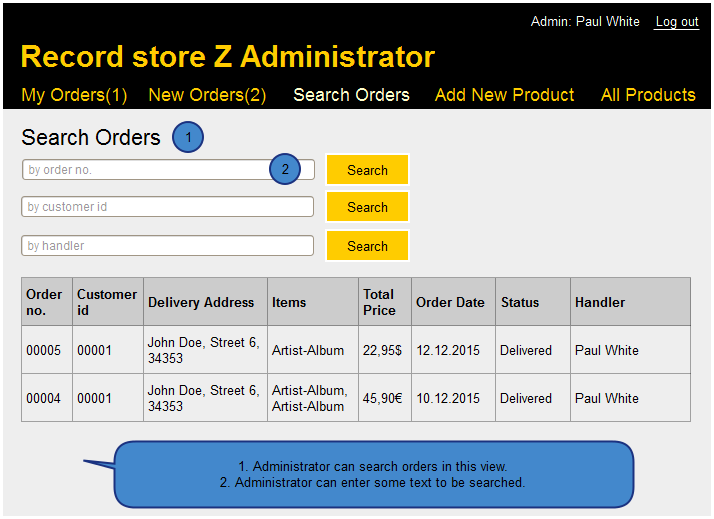 Admin: Paul White Log out
Record store Z Administrator
My Orders(1) New Orders(2) Search Orders Add New Product All Products
Search Orders 1
by order no. 2 Search
by customer id Search
by handler Search
Order no. Customer id Delivery Address Items Total Price Order Date Status Handler
00005 00001 John Doe, Street 6, 34353 Artist-Album 22,95$ 12.12.2015 Delivered Paul White
00004 00001 John Doe, Street 6, 34353 Artist-Album, Artist-Album 45,90€ 10.12.2015 Delivered Paul White
1. Administrator can search orders in this view.
2. Administrator can enter some text to be searched.